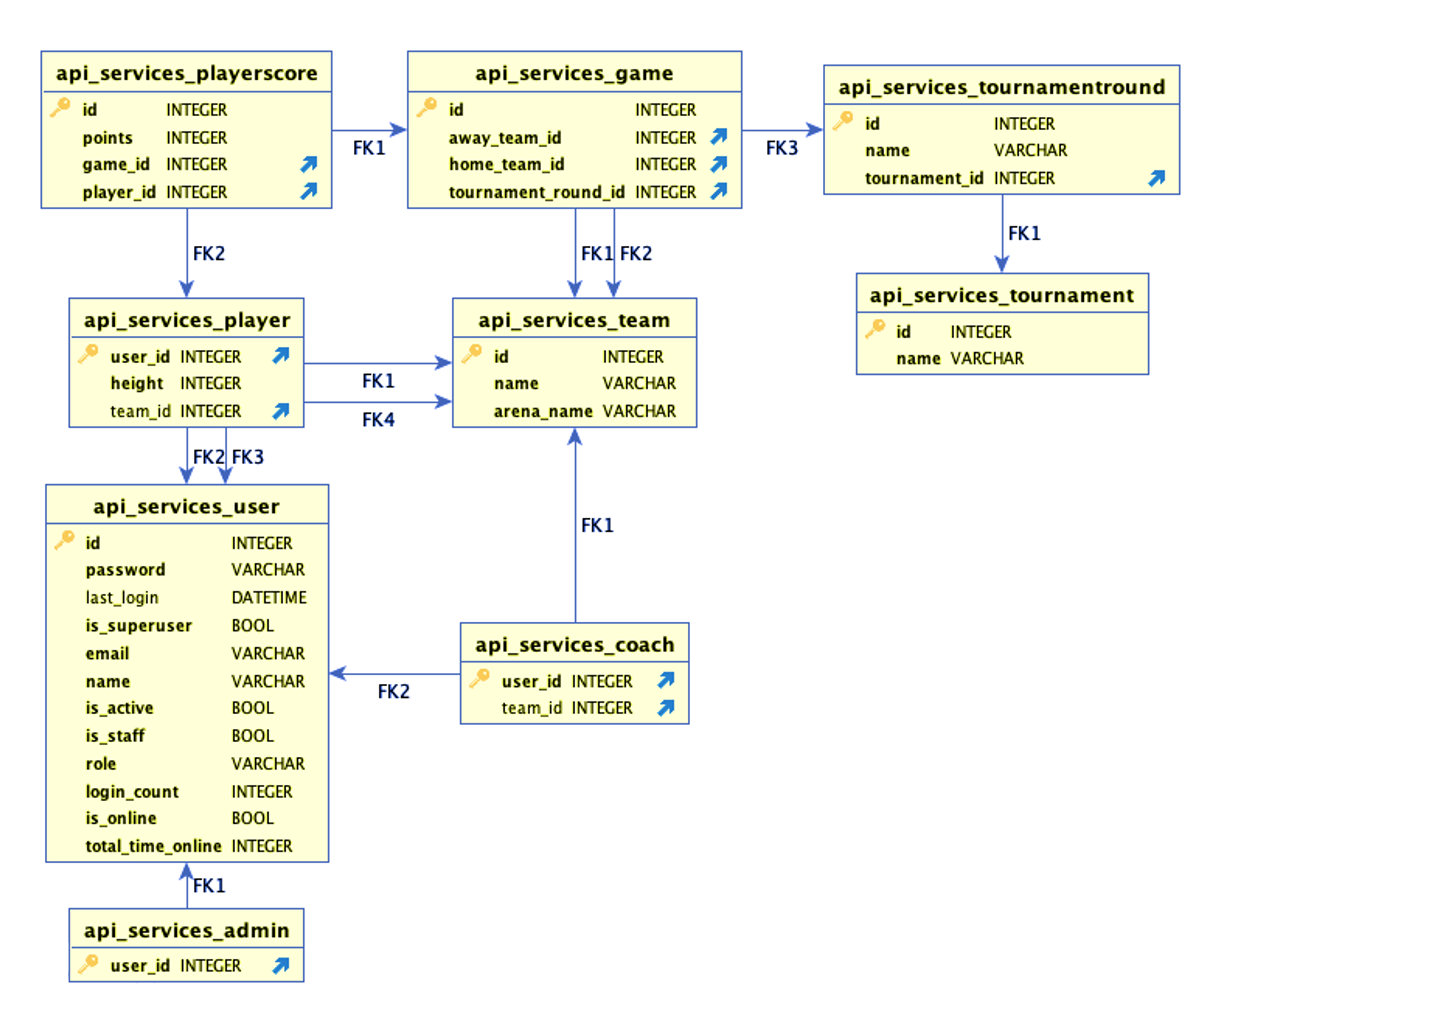 api_services_playerscore
id INTEGER
points INTEGER
game_id INTEGER
player_id INTEGER
FK1
api_services_game
id INTEGER
away_team_id INTEGER
home_team_id INTEGER
tournament_round_id INTEGER
FK3
api_services_tournamentround
id INTEGER
name VARCHAR
tournament_id INTEGER
FK2
FK1 FK2
FK1
api_services_tournament
id INTEGER
name VARCHAR
api_services_player
user_id INTEGER
height INTEGER
team_id INTEGER
FK1
FK4
api_services_team
id INTEGER
name VARCHAR
arena_name VARCHAR
FK2 FK3
FK1
api_services_user
id INTEGER
password VARCHAR
last_login DATETIME
is_superuser BOOL
email VARCHAR
name VARCHAR
is_active BOOL
is_staff BOOL
role VARCHAR
login_count INTEGER
is_online BOOL
total_time_online INTEGER
FK2
api_services_coach
user_id INTEGER
team_id INTEGER
FK1
api_services_admin
user_id INTEGER